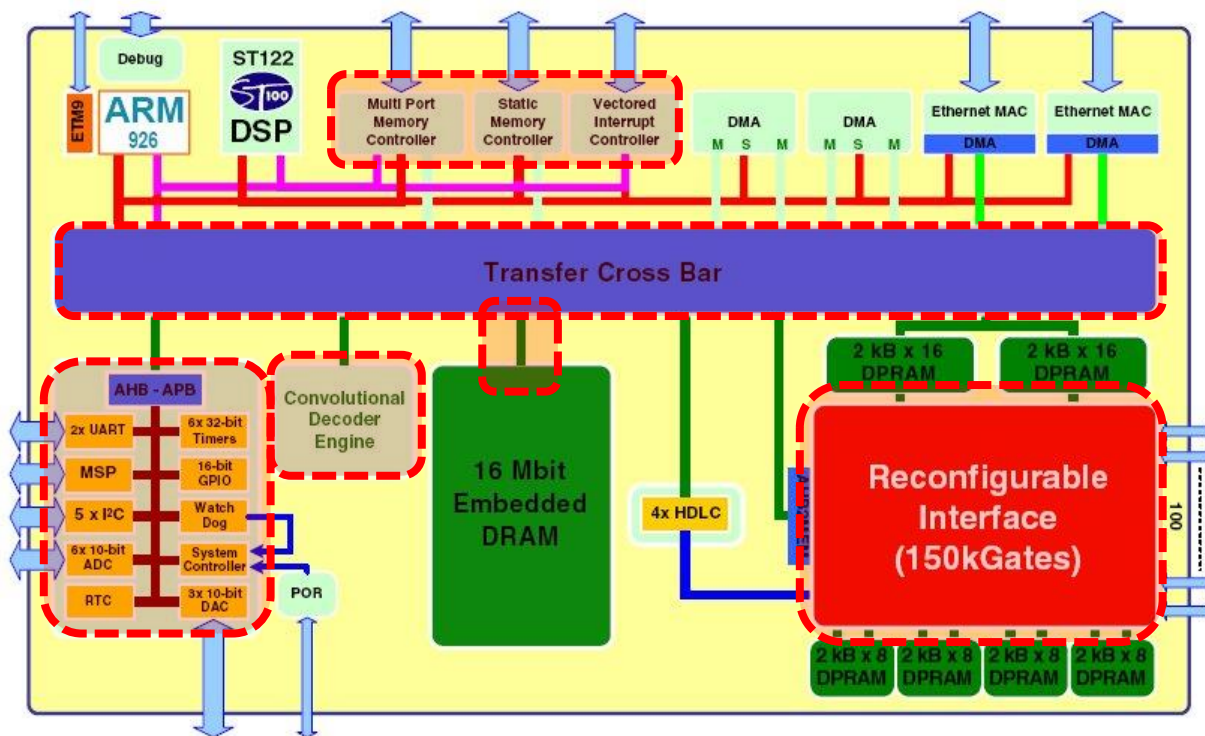 Debug
ETM9
ARM
926
ST122
ST100
DSP
Multi Port
Memory
Controller
Static
Memory
Controller
Vectored
Interrupt
Controller
DMA
M S M
DMA
M S M
Ethernet MAC
DMA
Ethernet MAC
DMA
Transfer Cross Bar
AHB - APB
2x UART
6x 32-bit
Timers
MSP
16-bit
GPIO
5 x I²C
Watch
Dog
6x 10-bit
ADC
System
Controller
RTC
3x 10-bit
DAC
POR
Convolutional
Decoder
Engine
16 Mbit
Embedded
DRAM
4x HDLC
2 kB x 16
DPRAM
2 kB x 16
DPRAM
Reconfigurable
Interface
(150kGates)
100
2 kB x 8
DPRAM
2 kB x 8
DPRAM
2 kB x 8
DPRAM
2 kB x 8
DPRAM